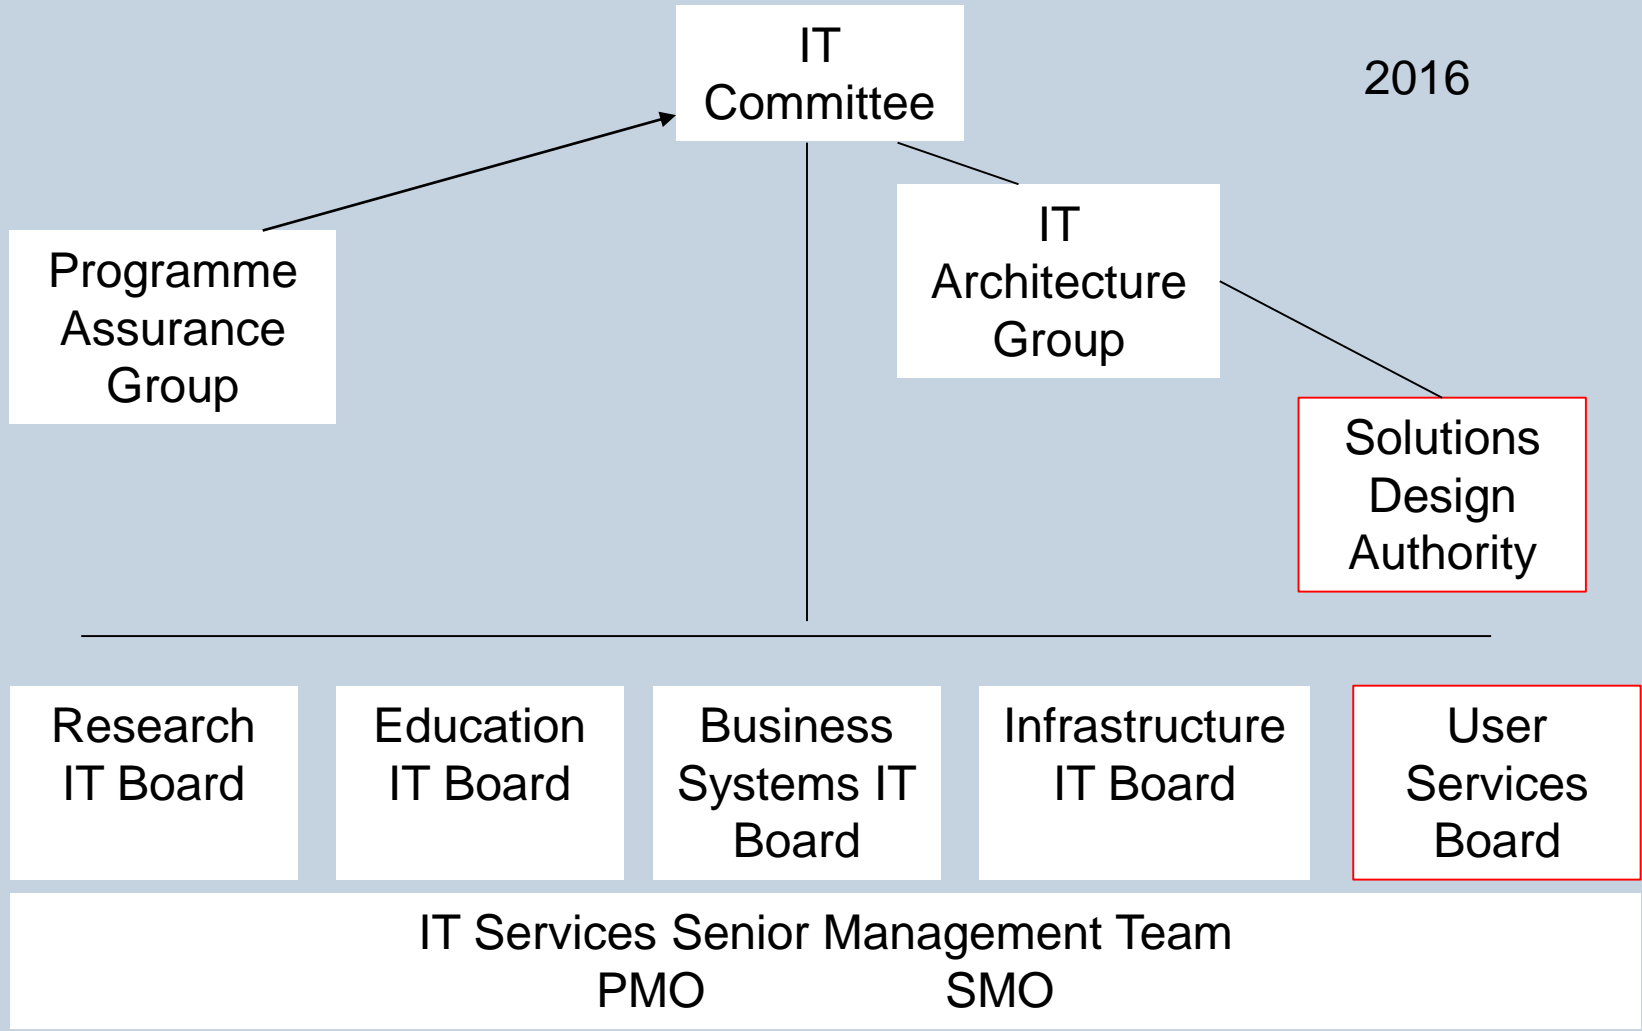 IT
Committee
2016
Programme
Assurance
Group
IT
Architecture
Group
Solutions
Design
Authority
Research
IT Board
Education
IT Board
Business
Systems IT
Board
Infrastructure
IT Board
User
Services
Board
IT Services Senior Management Team
PMO SMO